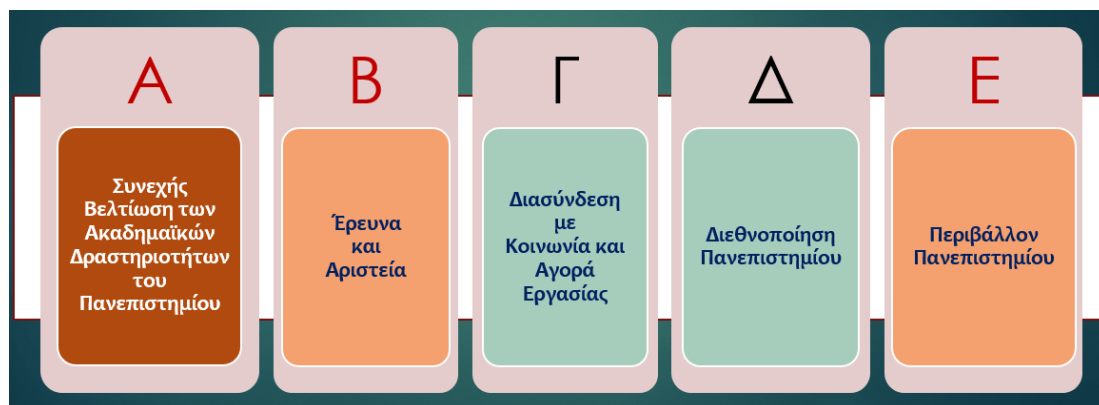 Α
Συνεχής
Βελτίωση των
Ακαδημαϊκών
Δραστηριοτήτων
του
Πανεπιστημίου
Β
Έρευνα
και
Αριστεία
Γ
Διασύνδεση
με
Κοινωνία και
Αγορά
Εργασίας
Δ
Διεθνοποίηση
Πανεπιστημίου
Ε
Περιβάλλον
Πανεπιστημίου